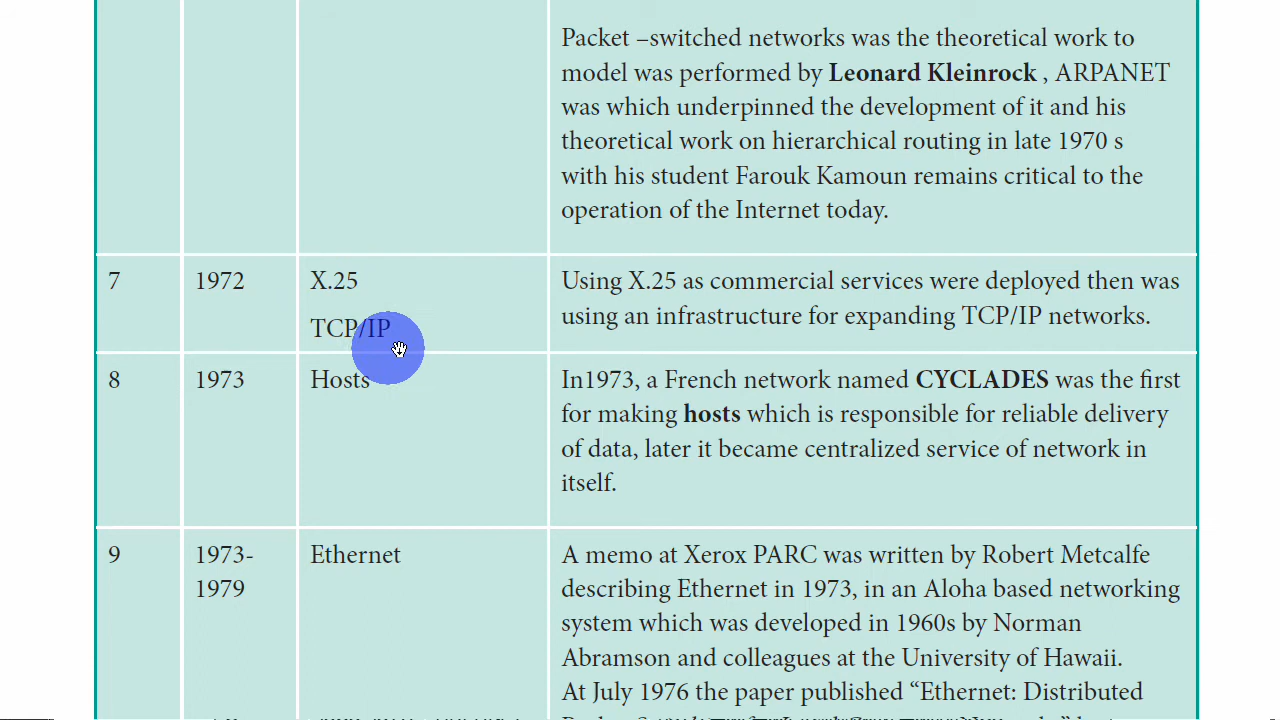 Packet –switched networks was the theoretical work to
model was performed by Leonard Kleinrock , ARPANET
was which underpinned the development of it and his
theoretical work on hierarchical routing in late 1970 s
with his student Farouk Kamoun remains critical to the
operation of the Internet today.
7 1972 X.25 Using X.25 as commercial services were deployed then was
TCP/IP using an infrastructure for expanding TCP/IP networks.
8 1973 Hosts In1973, a French network named CYCLADES was the first
for making hosts which is responsible for reliable delivery
of data, later it became centralized service of network in
itself.
9 1973- Ethernet A memo at Xerox PARC was written by Robert Metcalfe
1979 describing Ethernet in 1973, in an Aloha based networking
system which was developed in 1960s by Norman
Abramson and colleagues at the University of Hawaii.
At July 1976 the paper published “Ethernet: Distributed